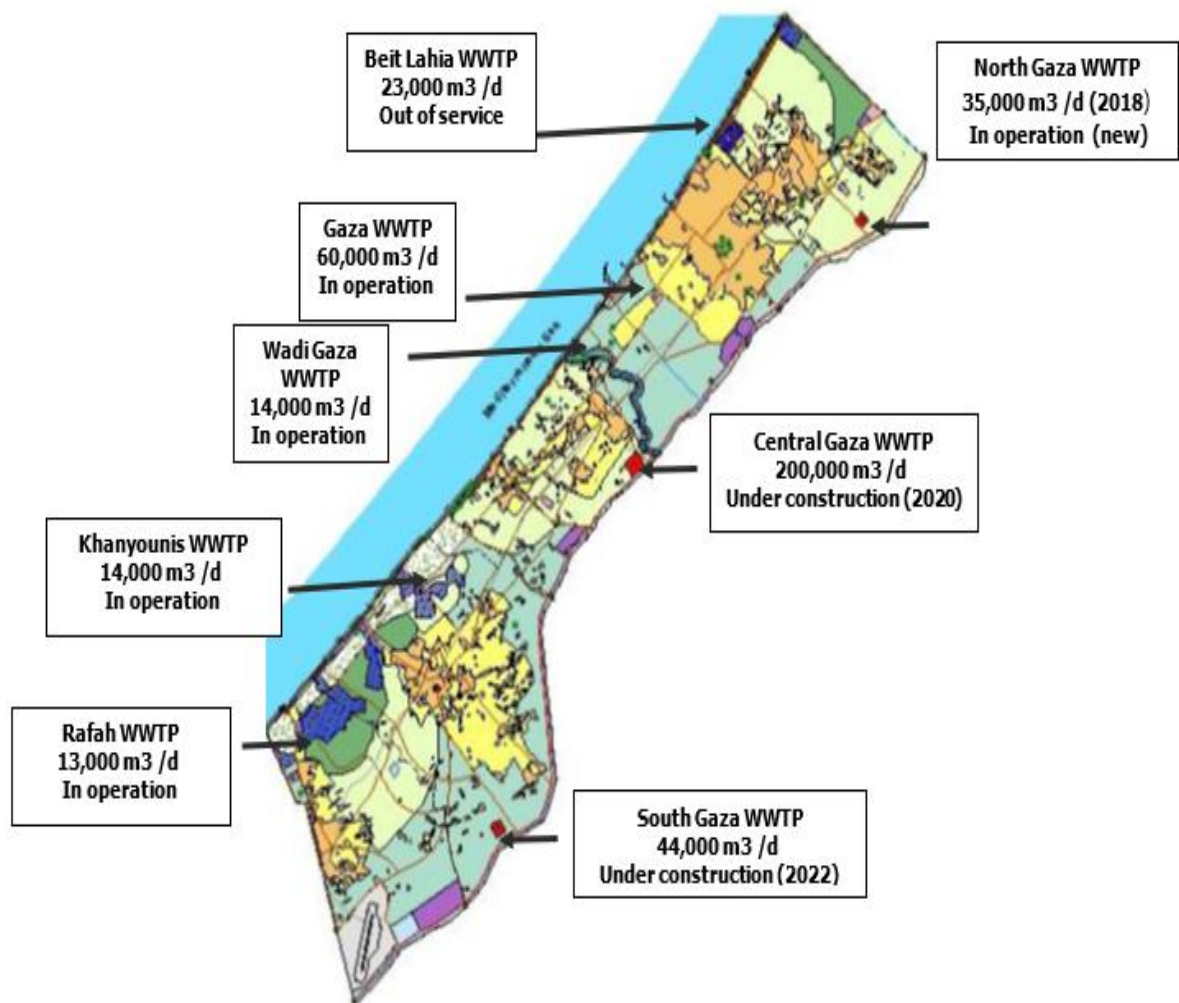 Beit Lahia WWTP
23,000 m3 /d
Out of service
North Gaza WWTP
35,000 m3 /d (2018)
In operation (new)
Gaza WWTP
60,000 m3 /d
In operation
Wadi Gaza
WWTP
14,000 m3 /d
In operation
Central Gaza WWTP
200,000 m3 /d
Under construction (2020)
Khanyounis WWTP
14,000 m3 /d
In operation
Rafah WWTP
13,000 m3 /d
In operation
South Gaza WWTP
44,000 m3 /d
Under construction (2022)